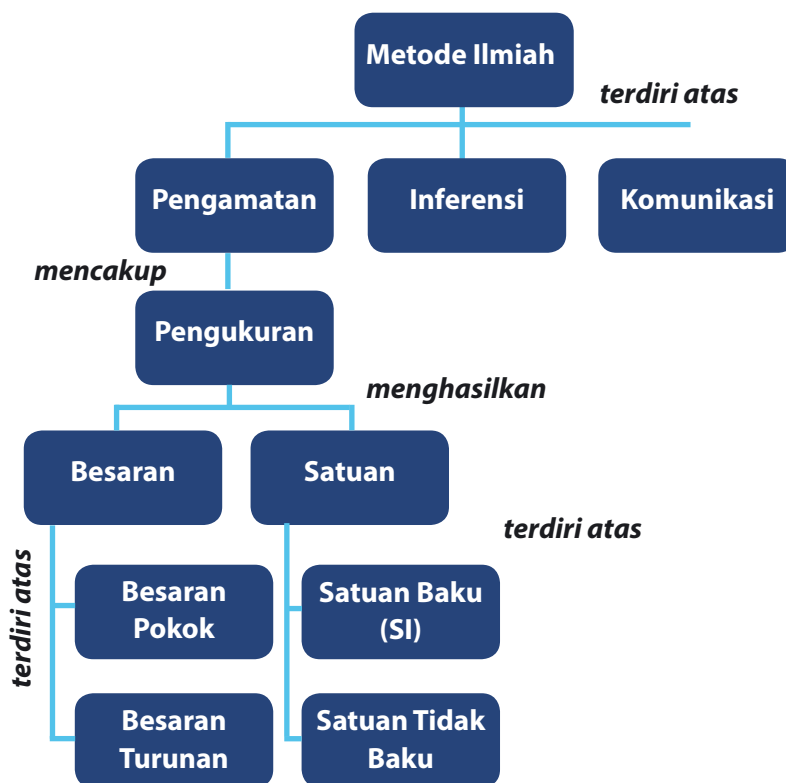 Metode Ilmiah
terdiri atas
Pengamatan
Inferensi
Komunikasi
mencakup
Pengukuran
menghasilkan
Besaran
Satuan
terdiri atas
terdiri atas
Besaran
Pokok
Satuan Baku
(SI)
Besaran
Turunan
Satuan Tidak
Baku